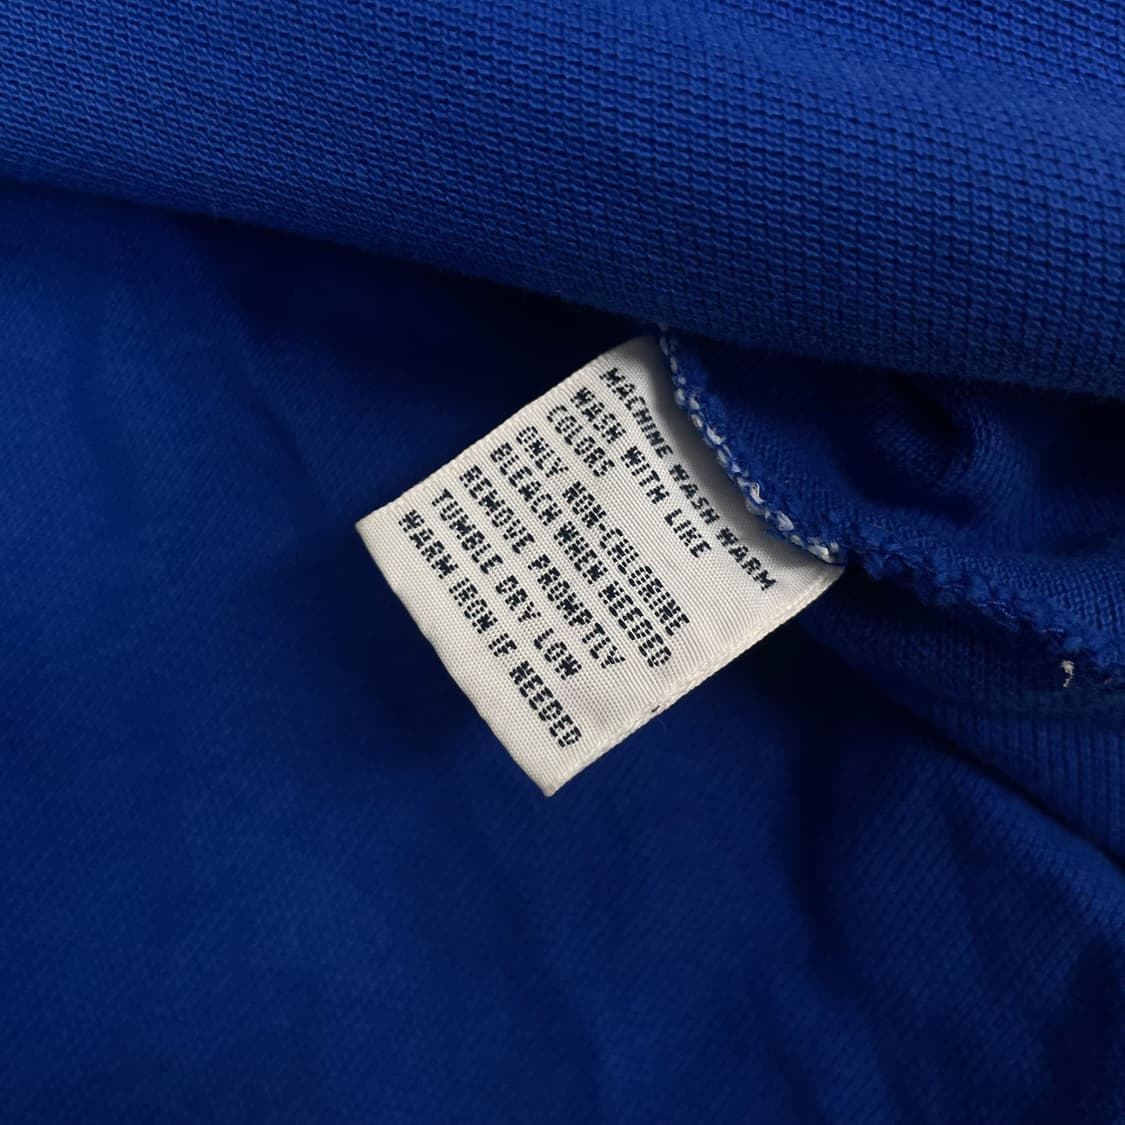 MACHINE WASH WARM
WASH WITH LIKE
COLORS
ONLY NON-CHLORINE
BLEACH WHEN NEEDED
REMOVE PROMPTLY
TUMBLE DRY LOW
WARM IRON IF NEEDED